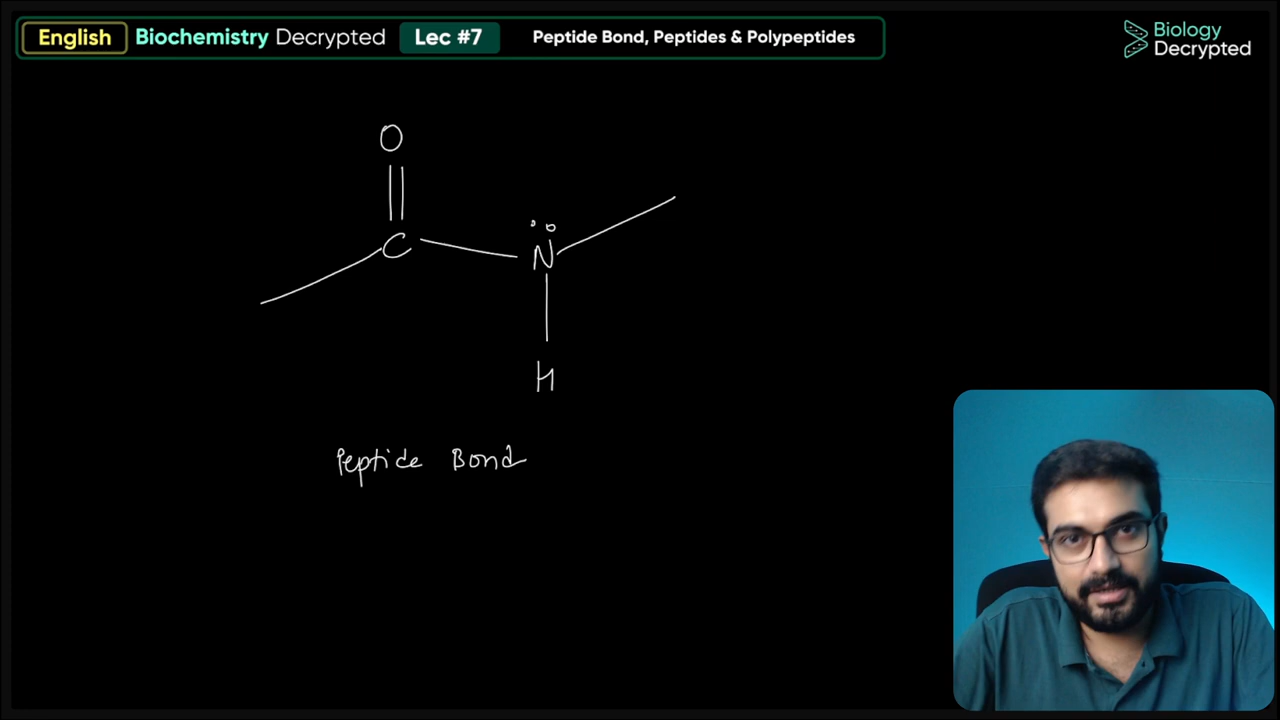 English Biochemistry Decrypted Lec #7 Peptide Bond, Peptides & Polypeptides
Biology
Decrypted
O
C N
H
Peptide Bond